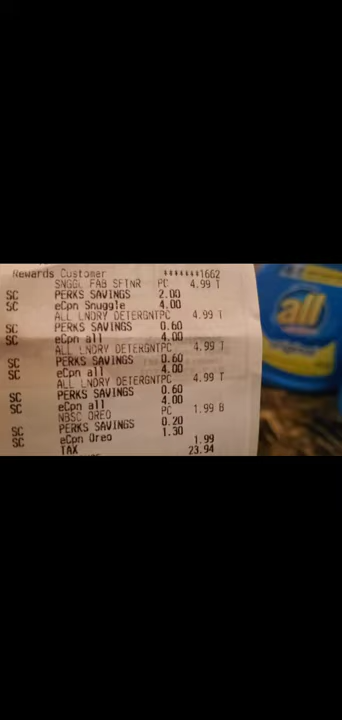 Rewards Customer *******1662
SNGGL FAB SFTNR PC 4.99 T
SC PERKS SAVINGS 2.00
SC eCpn Snuggle 4.00
ALL LNDRY DETERGNTPC 4.99 T
SC PERKS SAVINGS 0.60
SC eCpn all 4.00
ALL LNDRY DETERGNTPC 4.99 T
SC PERKS SAVINGS 0.60
SC eCpn all 4.00
ALL LNDRY DETERGNTPC 4.99 T
SC PERKS SAVINGS 0.60
SC eCpn all 4.00
NBSC OREO PC 1.99 B
SC PERKS SAVINGS 0.20
SC eCpn Oreo 1.30
TAX 1.99
23.94
all